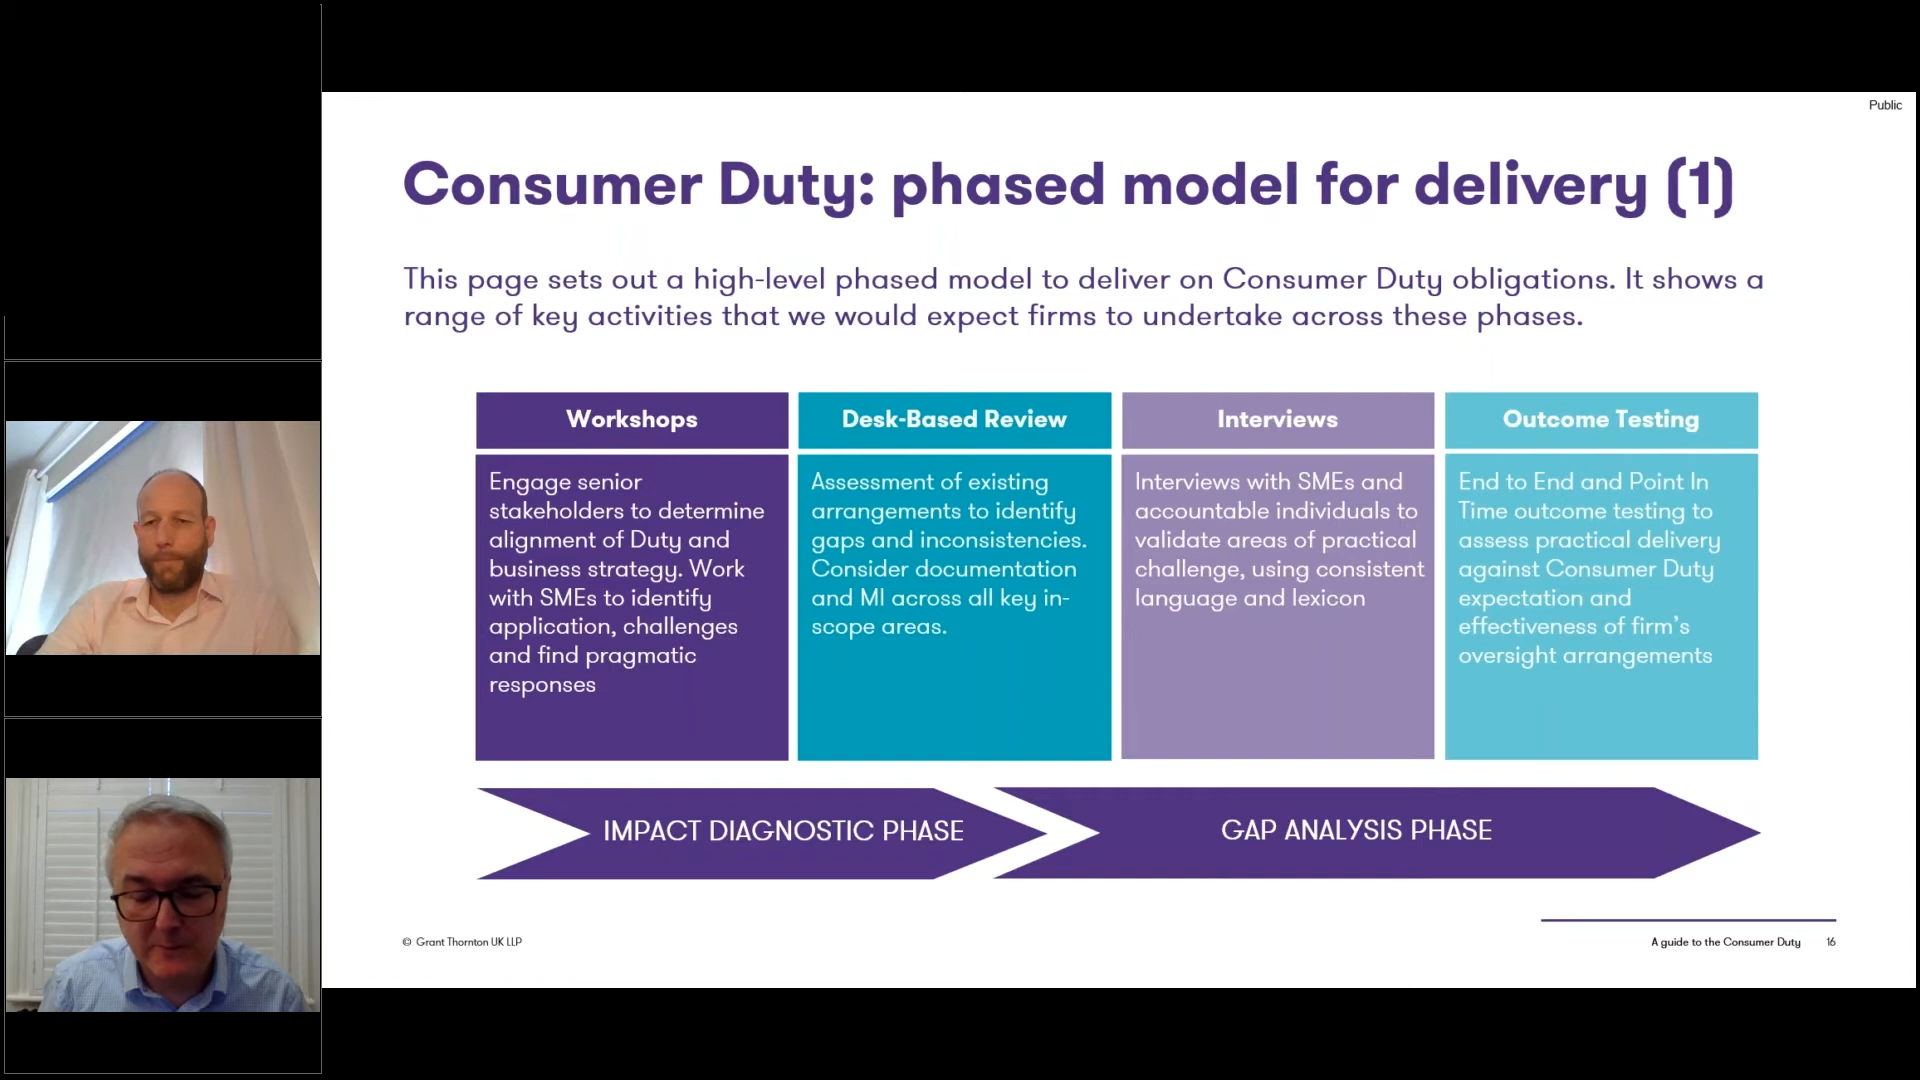 Public
Consumer Duty: phased model for delivery (1)
This page sets out a high-level phased model to deliver on Consumer Duty obligations. It shows a
range of key activities that we would expect firms to undertake across these phases.
Workshops
Engage senior
stakeholders to determine
alignment of Duty and
business strategy. Work
with SMEs to identify
application, challenges
and find pragmatic
responses
Desk-Based Review
Assessment of existing
arrangements to identify
gaps and inconsistencies.
Consider documentation
and MI across all key in-
scope areas.
Interviews
Interviews with SMEs and
accountable individuals to
validate areas of practical
challenge, using consistent
language and lexicon
Outcome Testing
End to End and Point In
Time outcome testing to
assess practical delivery
against Consumer Duty
expectation and
effectiveness of firm's
oversight arrangements
IMPACT DIAGNOSTIC PHASE
GAP ANALYSIS PHASE
© Grant Thornton UK LLP
A guide to the Consumer Duty 16